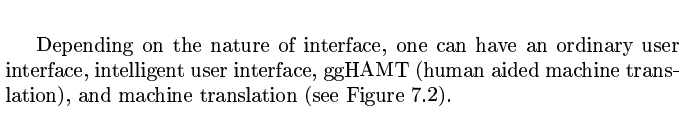 Depending on the nature of interface, one can have an ordinary user
interface, intelligent user interface, ggHAMT (human aided machine trans-
lation), and machine translation (see Figure 7.2).